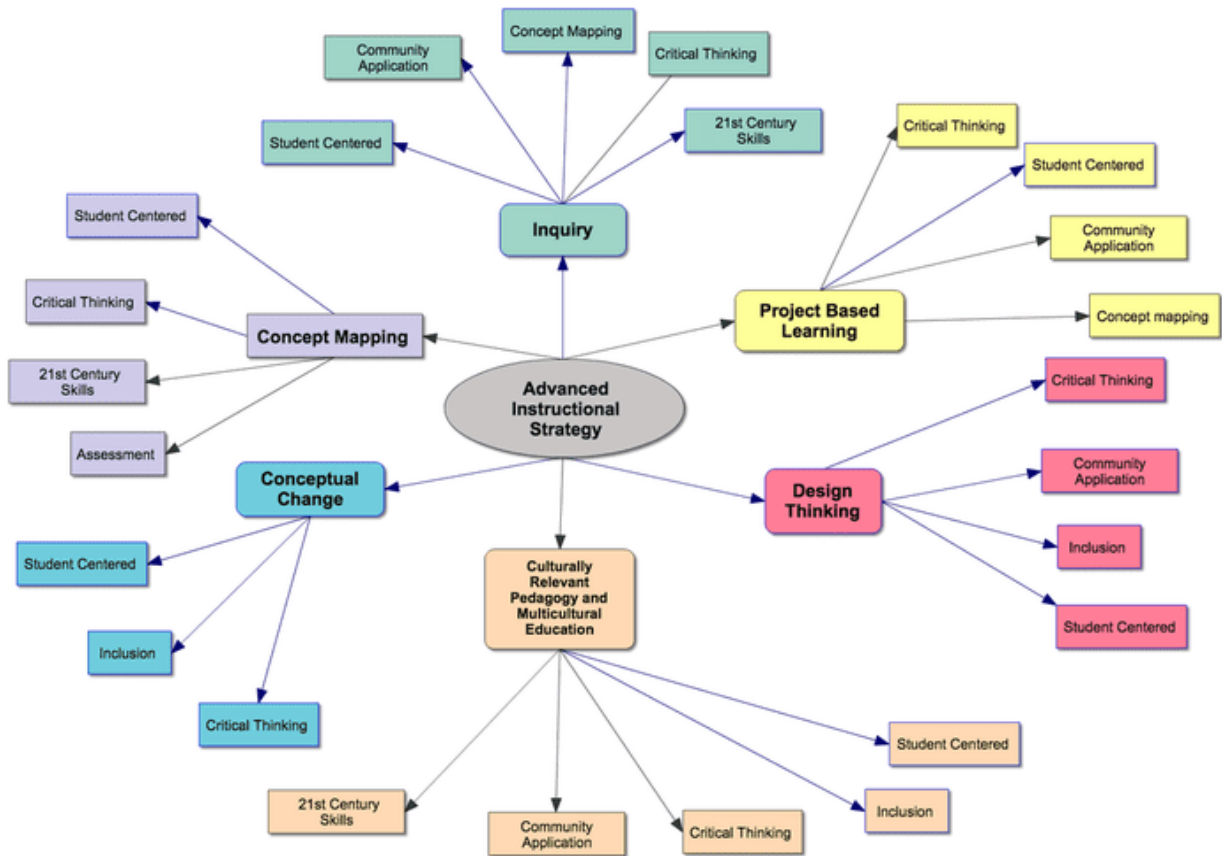 Concept Mapping
Community
Application
Critical Thinking
21st Century
Skills
Student Centered
Inquiry
Critical Thinking
Student Centered
Community
Application
Concept mapping
Project Based
Learning
Student Centered
Critical Thinking
21st Century
Skills
Assessment
Concept Mapping
Advanced
Instructional
Strategy
Critical Thinking
Community
Application
Inclusion
Student Centered
Design
Thinking
Conceptual
Change
Student Centered
Inclusion
Critical Thinking
Culturally
Relevant
Pedagogy and
Multicultural
Education
Student Centered
Inclusion
21st Century
Skills
Community
Application
Critical Thinking